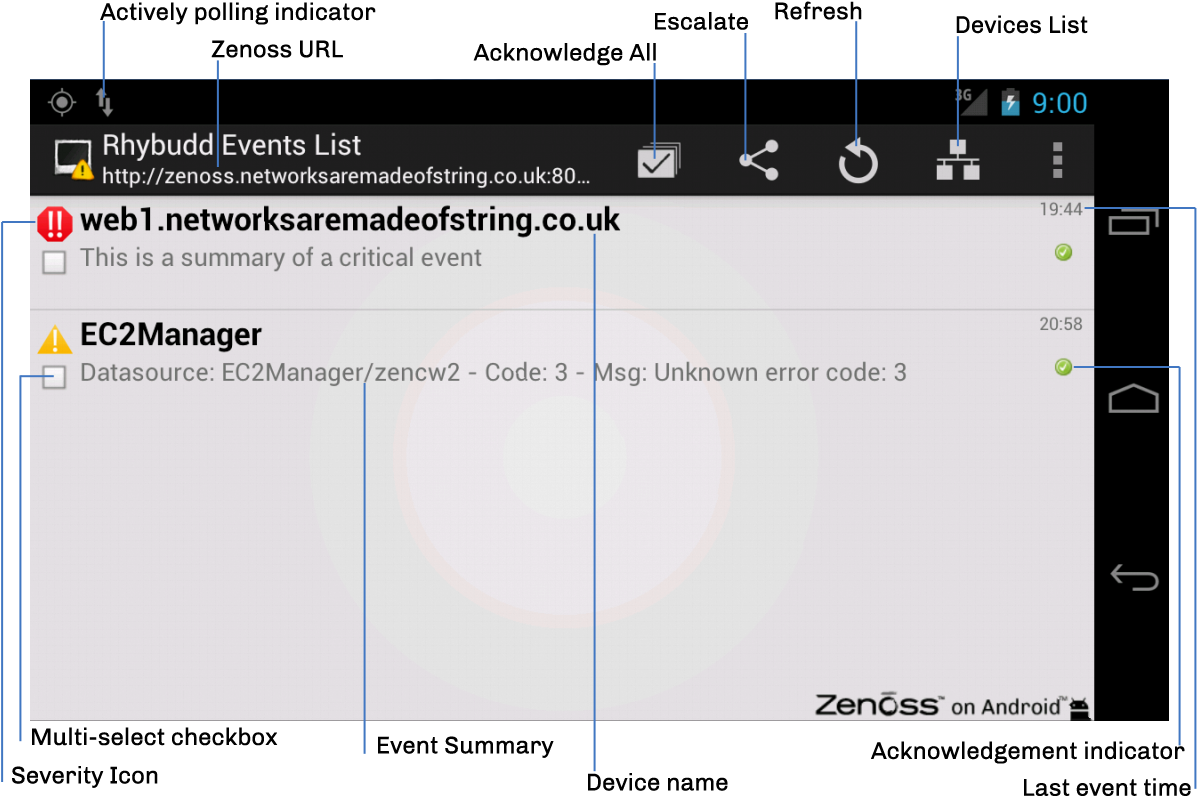 Actively polling indicator
Refresh
Escalate
Devices List
Zenoss URL
Acknowledge All
3G
9:00
Rhybudd Events List
http://zenoss.networksaremadeofstring.co.uk:80...
web1.networksaremadeofstring.co.uk
19:44
This is a summary of a critical event
EC2Manager
20:58
Datasource: EC2Manager/zencw2 - Code: 3 - Msg: Unknown error code: 3
Zenoss™ on Android™
Multi-select checkbox
Event Summary
Acknowledgement indicator
Severity Icon
Device name
Last event time